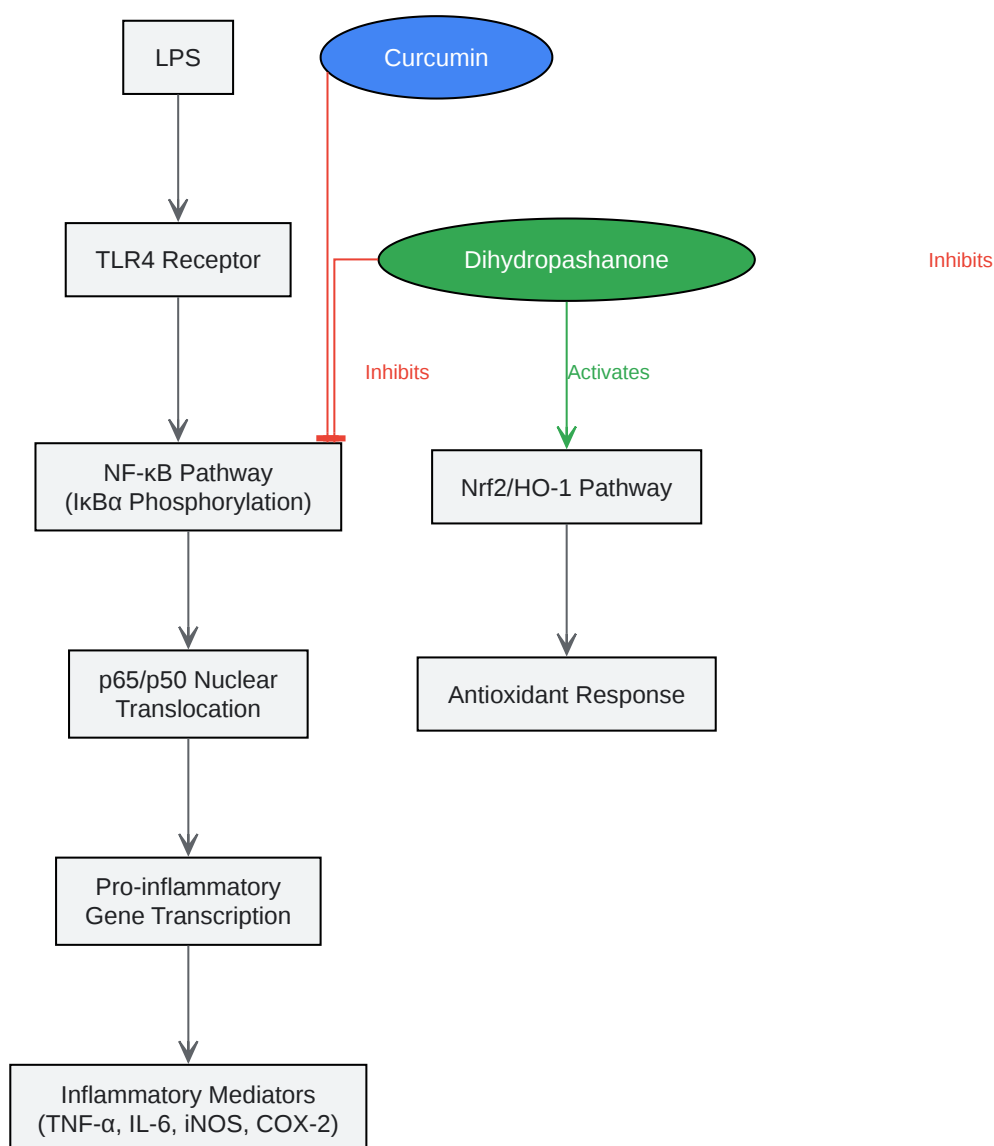 LPS
Curcumin
TLR4 Receptor
Dihydropashanone
Inhibits
Inhibits
Activates
NF-κB Pathway
(IκBα Phosphorylation)
Nrf2/HO-1 Pathway
p65/p50 Nuclear
Translocation
Antioxidant Response
Pro-inflammatory
Gene Transcription
Inflammatory Mediators
(TNF-α, IL-6, iNOS, COX-2)